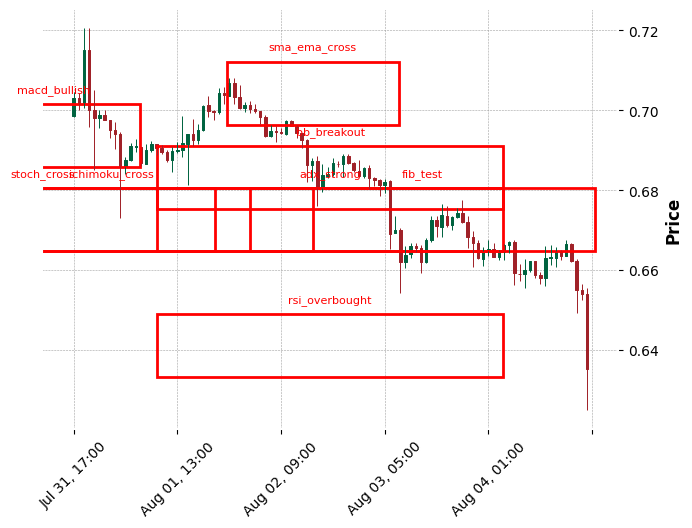 0.72
sma_ema_cross
macd_bullish
0.70
bb_breakout
stoch_cross
ichimoku_cross
adx_strong
fib_test
0.68
Price
0.66
rsi_overbought
0.64
Jul 31, 17:00
Aug 01, 13:00
Aug 02, 09:00
Aug 03, 05:00
Aug 04, 01:00